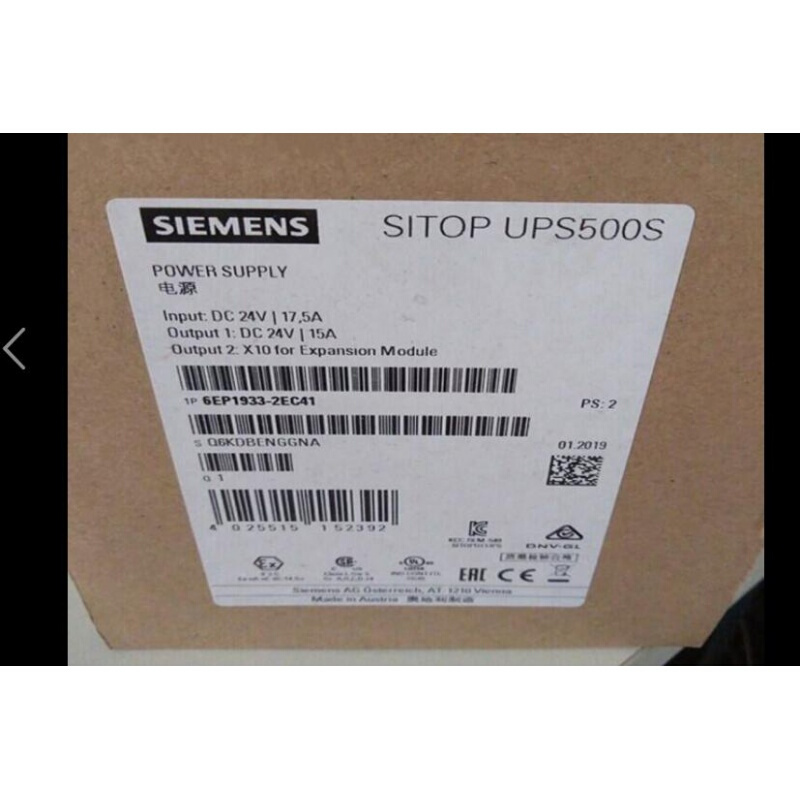 SIEMENS
SITOP UPS500S
POWER SUPPLY
电源
Input: DC 24V | 17,5A
Output 1: DC 24V | 15A
Output 2: X10 for Expansion Module
1P 6EP1933-2EC41
PS: 2
S Q6KDBENGGNA
01.2019
Q 1
4 025515 152392
DNV-GL
EAC CE
Siemens AG Österreich, AT 1210 Vienna
Made in Austria 奥地利制造